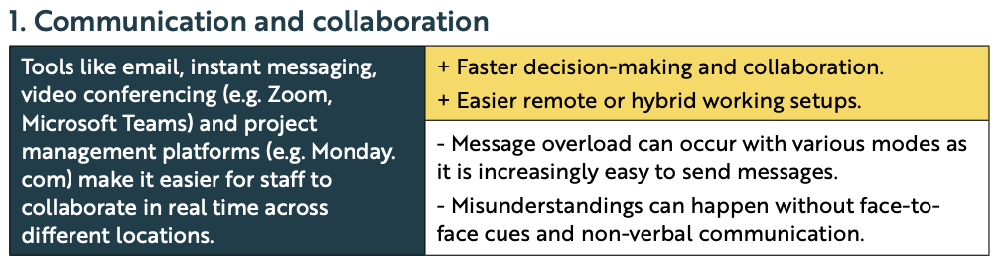 1. Communication and collaboration
Tools like email, instant messaging,
video conferencing (e.g. Zoom,
Microsoft Teams) and project
management platforms (e.g. Monday.
com) make it easier for staff to
collaborate in real time across
different locations.
+ Faster decision-making and collaboration.
+ Easier remote or hybrid working setups.
- Message overload can occur with various modes as
it is increasingly easy to send messages.
- Misunderstandings can happen without face-to-
face cues and non-verbal communication.